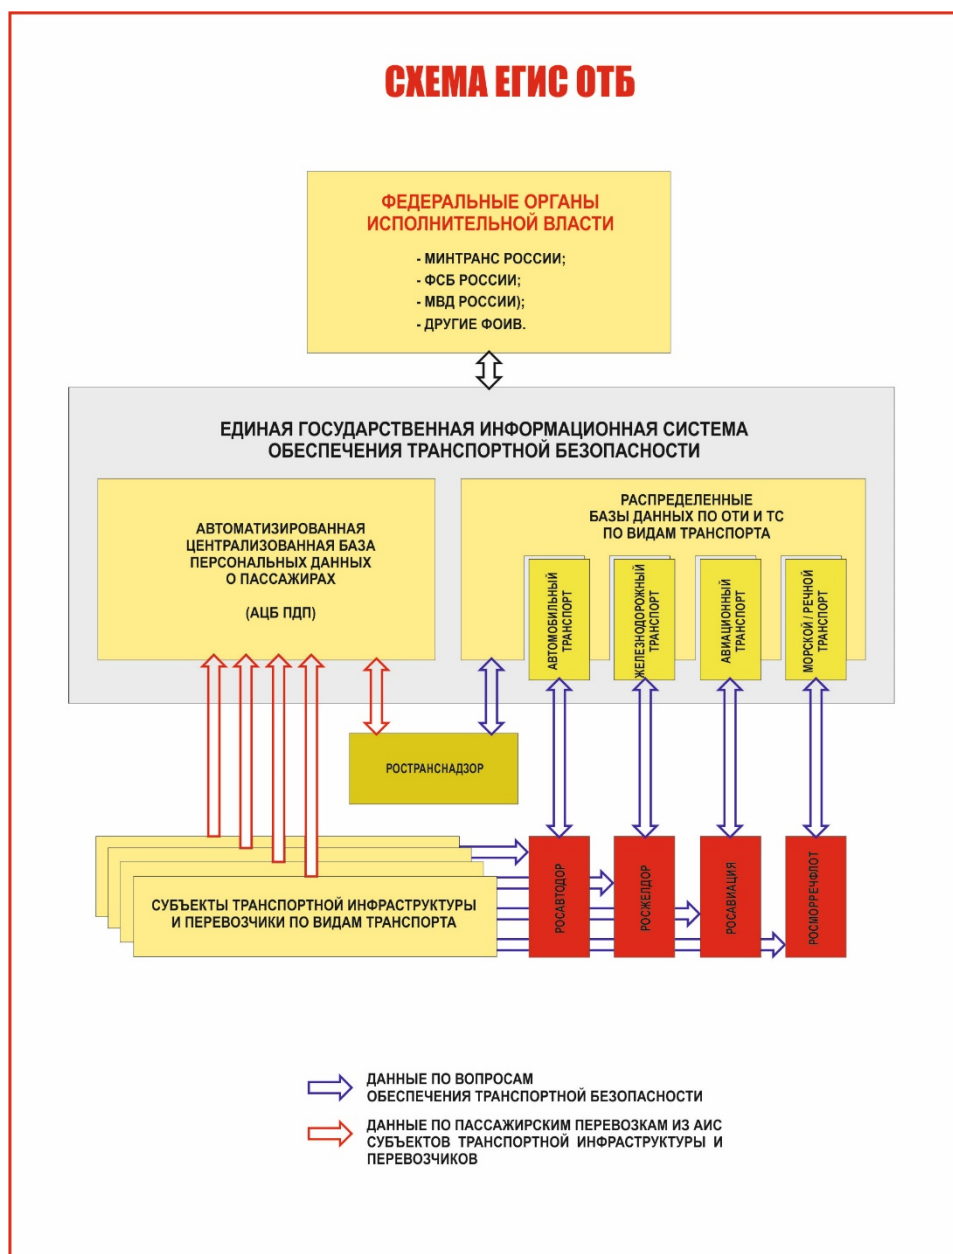 СХЕМА ЕГИС ОТБ
ФЕДЕРАЛЬНЫЕ ОРГАНЫ
ИСПОЛНИТЕЛЬНОЙ ВЛАСТИ
- МИНТРАНС РОССИИ;
- ФСБ РОССИИ;
- МВД РОССИИ);
- ДРУГИЕ ФОИВ.
ЕДИНАЯ ГОСУДАРСТВЕННАЯ ИНФОРМАЦИОННАЯ СИСТЕМА
ОБЕСПЕЧЕНИЯ ТРАНСПОРТНОЙ БЕЗОПАСНОСТИ
АВТОМАТИЗИРОВАННАЯ
ЦЕНТРАЛИЗОВАННАЯ БАЗА
ПЕРСОНАЛЬНЫХ ДАННЫХ
О ПАССАЖИРАХ
(АЦБ ПДП)
РАСПРЕДЕЛЕННЫЕ
БАЗЫ ДАННЫХ ПО ОТИ И ТС
ПО ВИДАМ ТРАНСПОРТА
АВТОМОБИЛЬНЫЙ
ТРАНСПОРТ
ЖЕЛЕЗНОДОРОЖНЫЙ
ТРАНСПОРТ
АВИАЦИОННЫЙ
ТРАНСПОРТ
МОРСКОЙ / РЕЧНОЙ
ТРАНСПОРТ
РОСТРАНСНАДЗОР
СУБЪЕКТЫ ТРАНСПОРТНОЙ ИНФРАСТРУКТУРЫ
И ПЕРЕВОЗЧИКИ ПО ВИДАМ ТРАНСПОРТА
РОСАВТОДОР
РОСЖЕЛДОР
РОСАВИАЦИЯ
РОСМОРРЕЧФЛОТ
ДАННЫЕ ПО ВОПРОСАМ
ОБЕСПЕЧЕНИЯ ТРАНСПОРТНОЙ БЕЗОПАСНОСТИ
ДАННЫЕ ПО ПАССАЖИРСКИМ ПЕРЕВОЗКАМ ИЗ АИС
СУБЪЕКТОВ ТРАНСПОРТНОЙ ИНФРАСТРУКТУРЫ И
ПЕРЕВОЗЧИКОВ